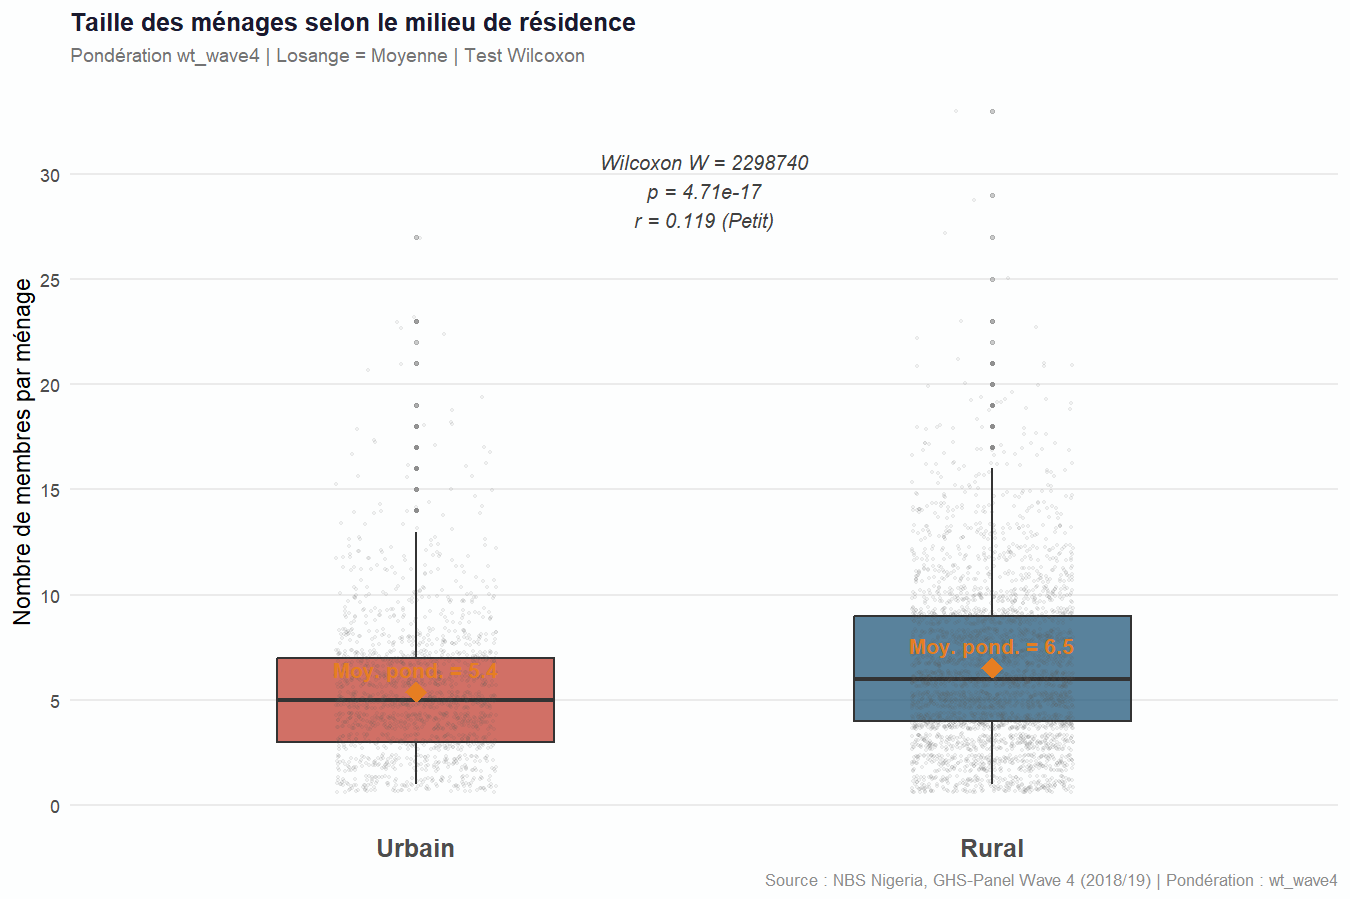 Taille des ménages selon le milieu de résidence
Pondération wt_wave4 | Losange = Moyenne | Test Wilcoxon
Wilcoxon W = 2298740
p = 4.71e-17
r = 0.119 (Petit)
Nombre de membres par ménage
30
25
20
15
10
5
0
Moy. pond. = 5.4
Moy. pond. = 6.5
Urbain
Rural
Source : NBS Nigeria, GHS-Panel Wave 4 (2018/19) | Pondération : wt_wave4